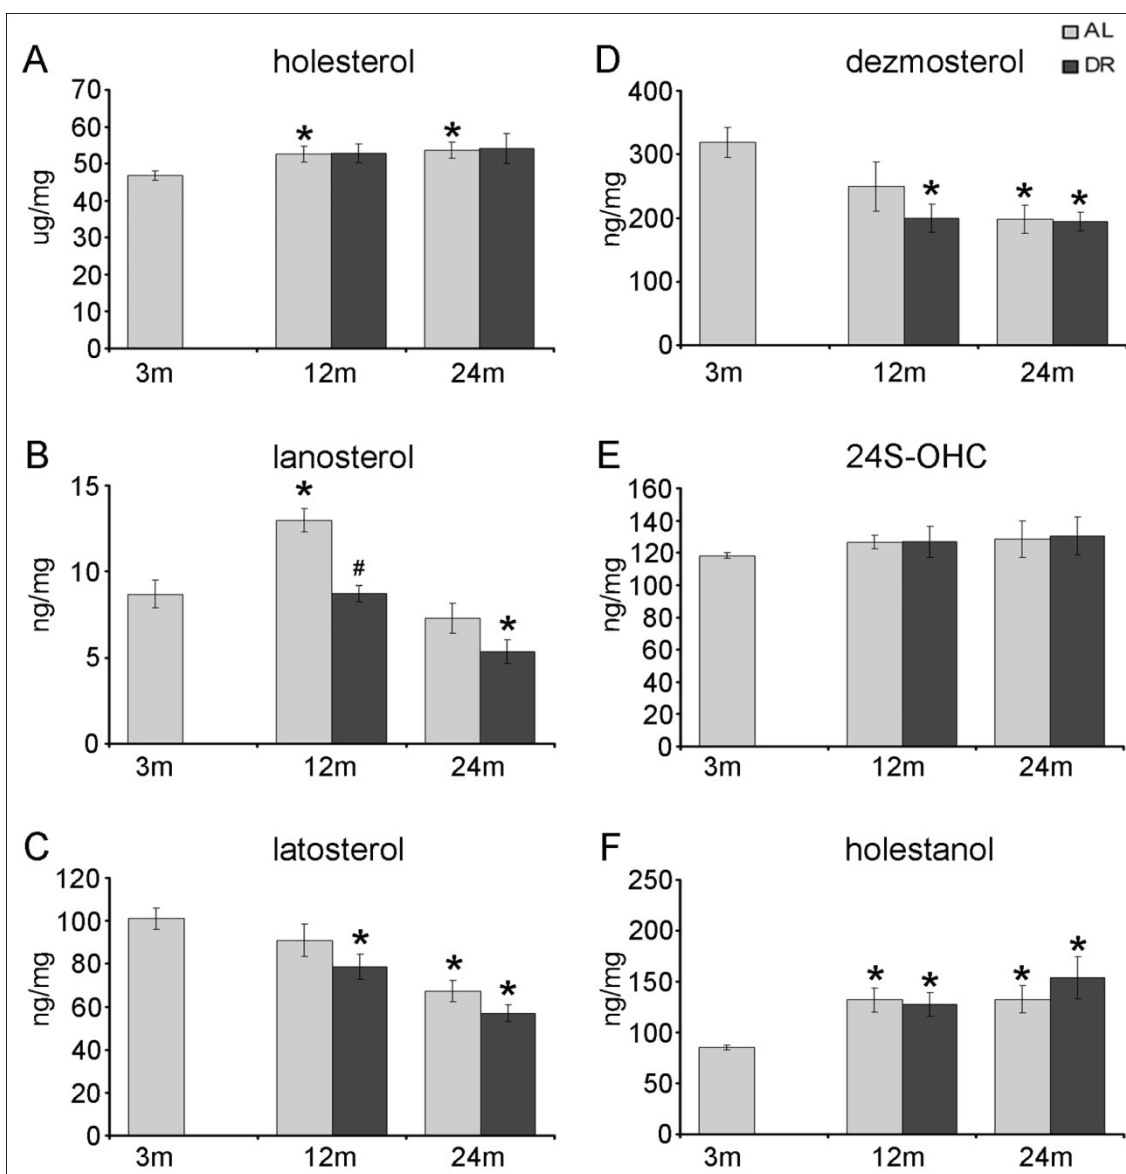 AL
DR
A
holesterol
70
60
50
40
30
20
10
0
ug/mg
*
*
3m
12m
24m
B
lanosterol
15
10
5
0
ng/mg
*
#
*
3m
12m
24m
C
latosterol
120
100
80
60
40
20
0
ng/mg
*
*
*
3m
12m
24m
D
dezmosterol
400
300
200
100
0
ng/mg
*
*
*
3m
12m
24m
E
24S-OHC
160
140
120
100
80
60
40
20
0
ng/mg
3m
12m
24m
F
holestanol
250
200
150
100
50
0
ng/mg
*
*
*
*
3m
12m
24m